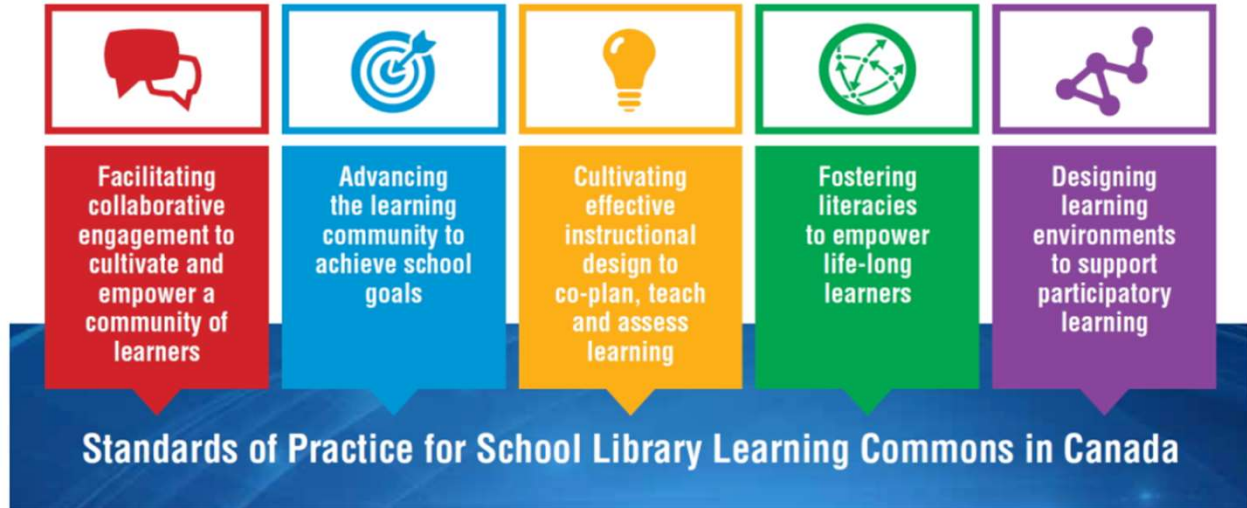 Facilitating
collaborative
engagement to
cultivate and
empower a
community of
learners
Advancing
the learning
community to
achieve school
goals
Cultivating
effective
instructional
design to
co-plan, teach
and assess
learning
Fostering
literacies
to empower
life-long
learners
Designing
learning
environments
to support
participatory
learning
Standards of Practice for School Library Learning Commons in Canada